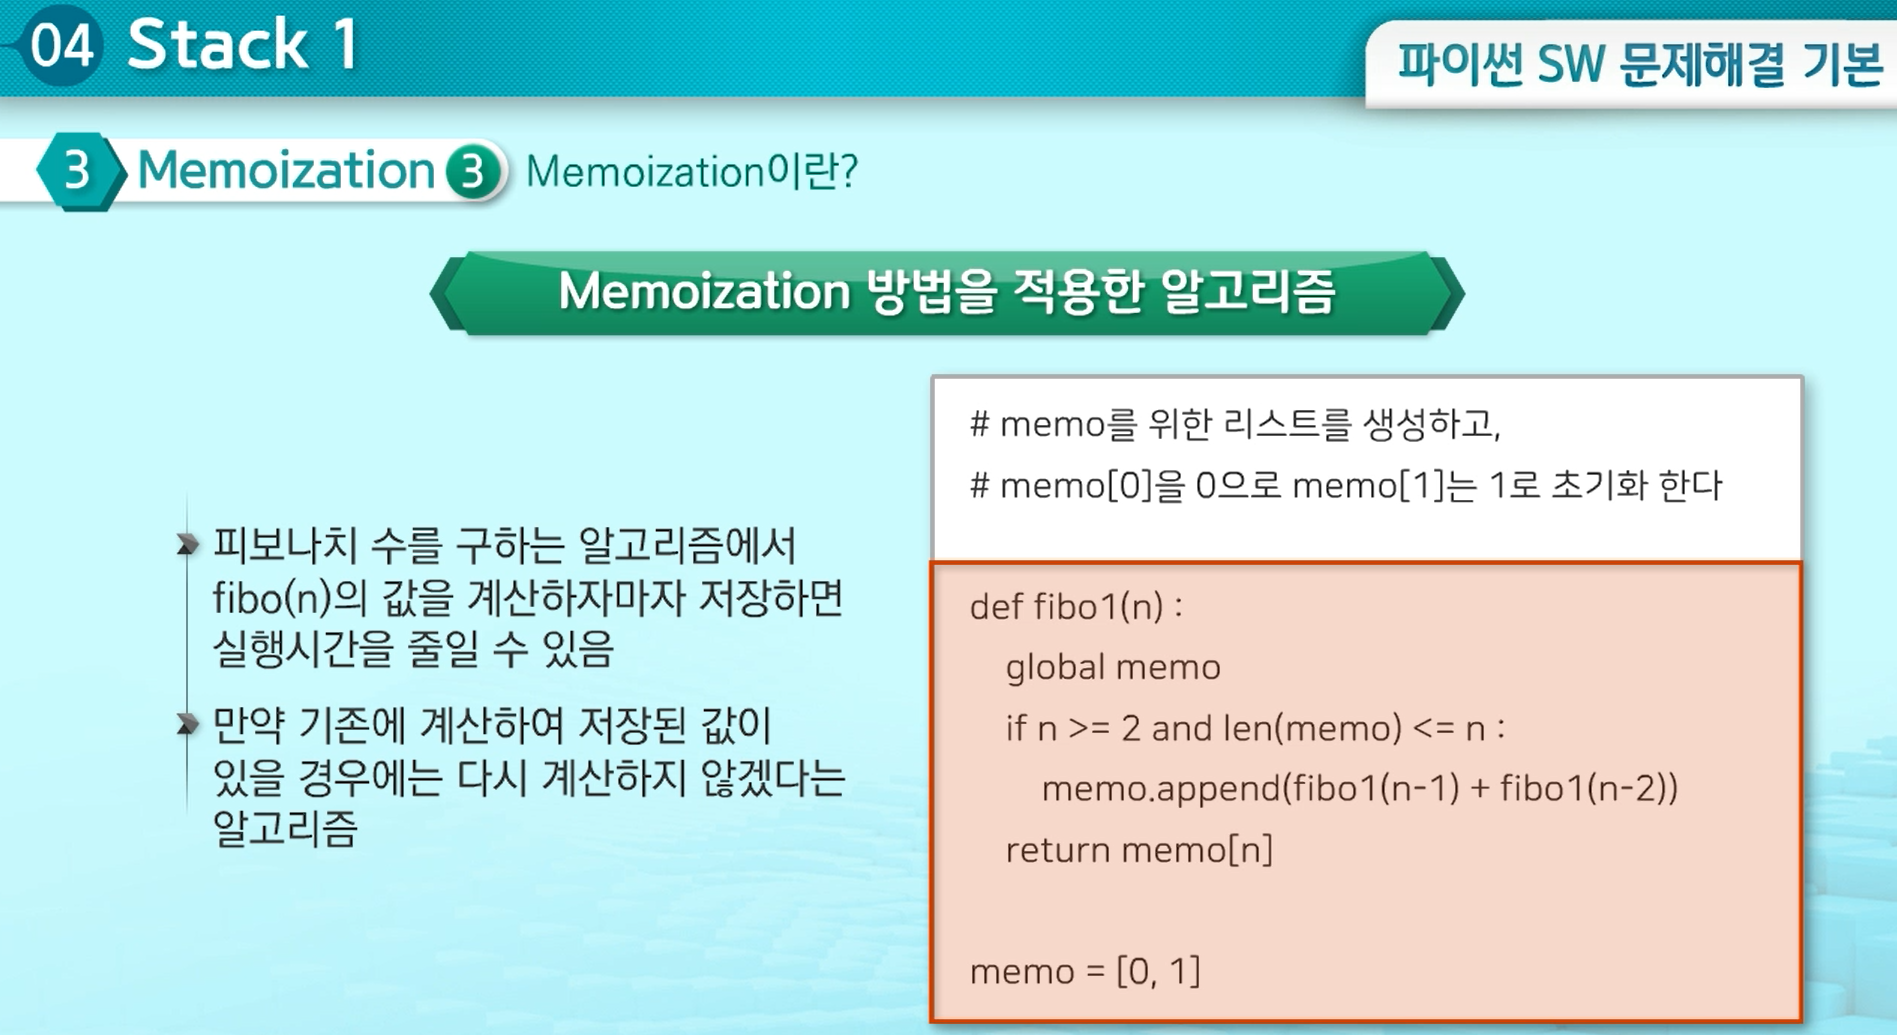 04 Stack 1
파이썬 SW 문제해결 기본
3 Memoization 3 Memoization이란?
Memoization 방법을 적용한 알고리즘
피보나치 수를 구하는 알고리즘에서
fibo(n)의 값을 계산하자마자 저장하면
실행시간을 줄일 수 있음
만약 기존에 계산하여 저장된 값이
있을 경우에는 다시 계산하지 않겠다는
알고리즘
# memo를 위한 리스트를 생성하고,
# memo[0]을 0으로 memo[1]는 1로 초기화 한다
def fibo1(n) :
global memo
if n >= 2 and len(memo) <= n :
memo.append(fibo1(n-1) + fibo1(n-2))
return memo[n]
memo = [0, 1]